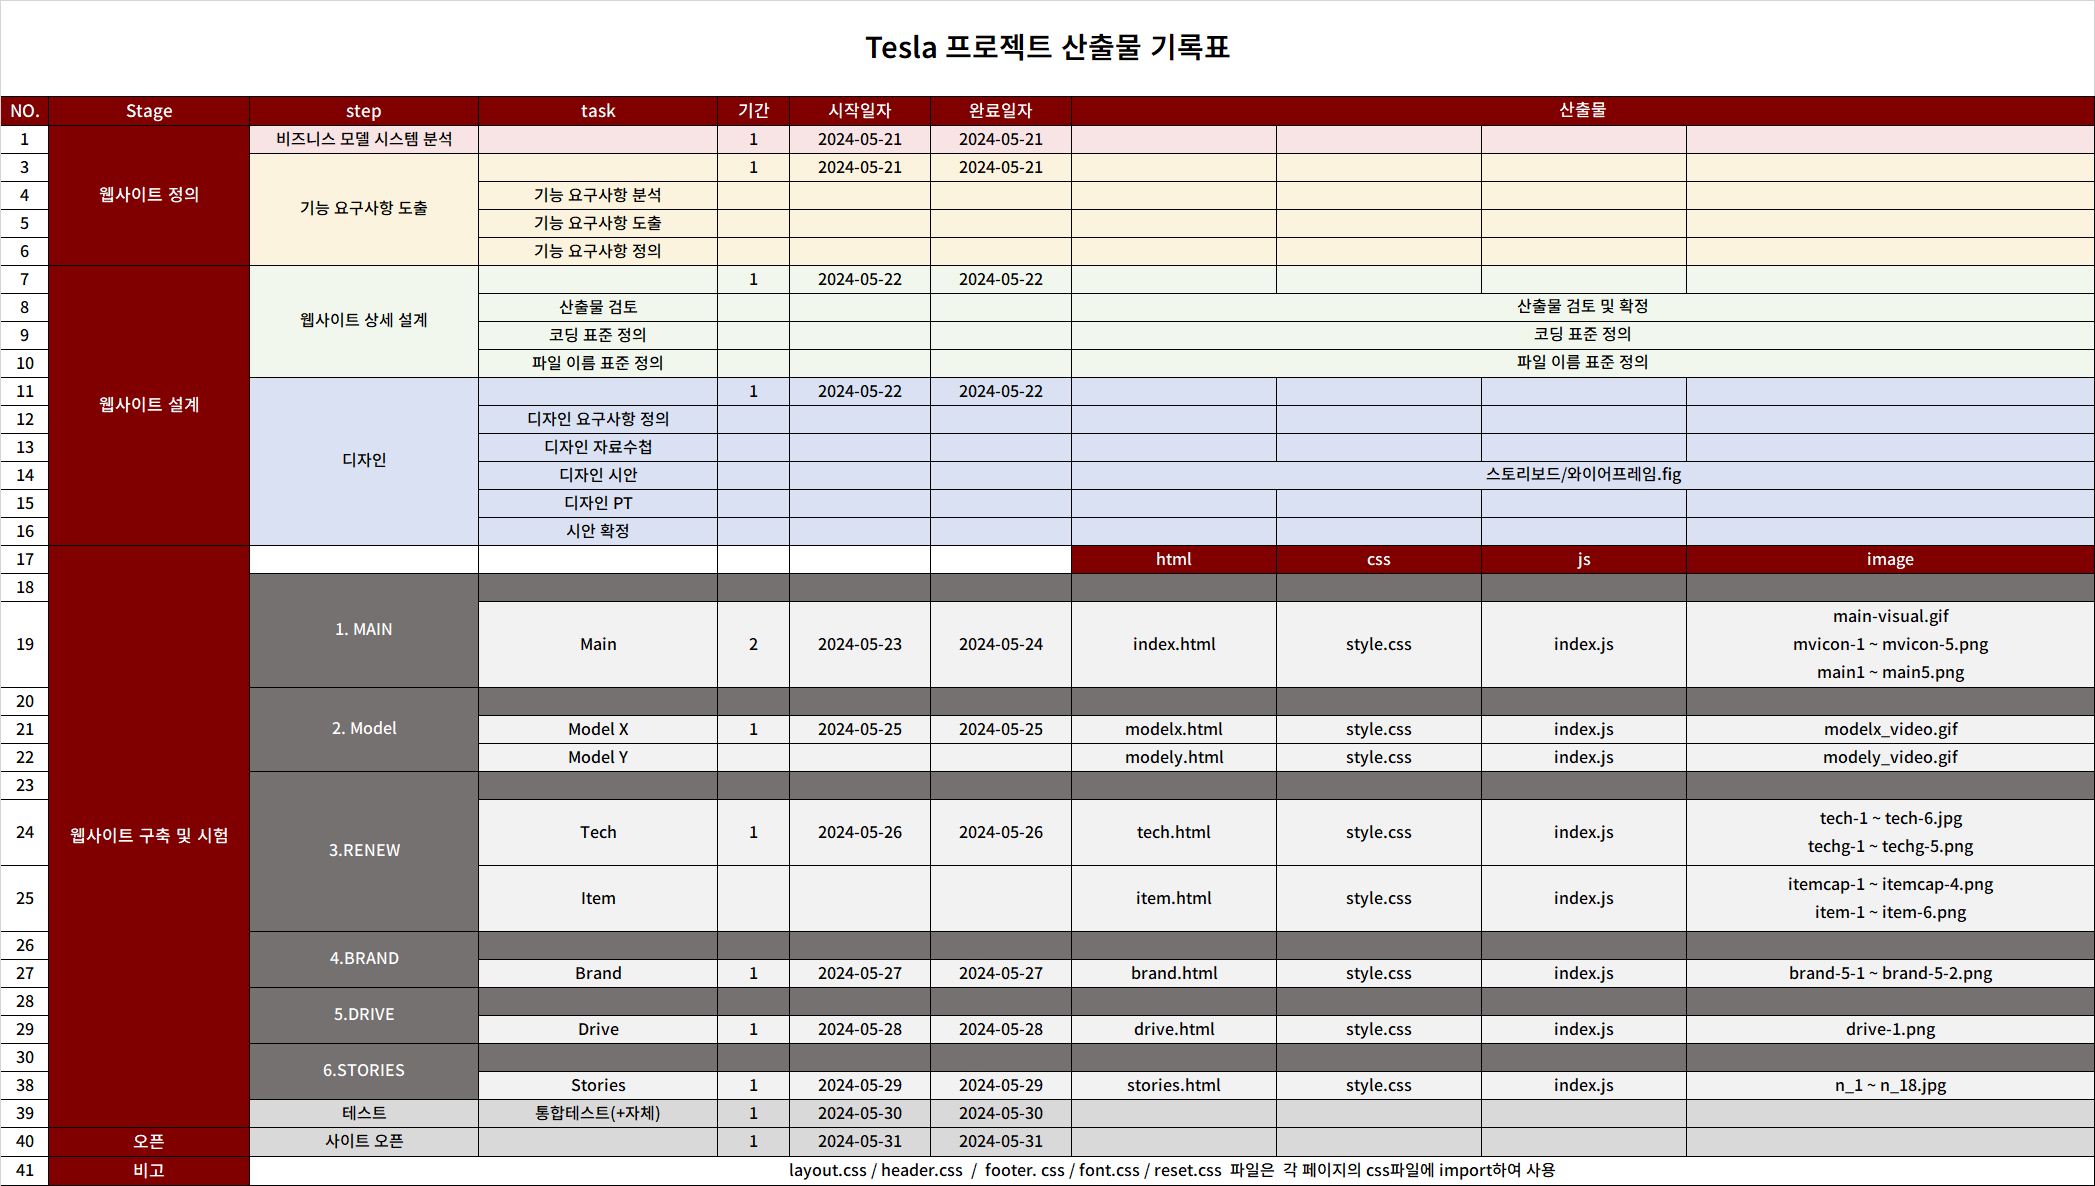 Tesla 프로젝트 산출물 기록표
NO. Stage step task 기간 시작일자 완료일자 산출물
1 웹사이트 정의 비즈니스 모델 시스템 분석 1 2024-05-21 2024-05-21
3 기능 요구사항 도출 1 2024-05-21 2024-05-21
4 기능 요구사항 분석
5 기능 요구사항 도출
6 기능 요구사항 정의
7 웹사이트 설계 웹사이트 상세 설계 1 2024-05-22 2024-05-22
8 산출물 검토 산출물 검토 및 확정
9 코딩 표준 정의 코딩 표준 정의
10 파일 이름 표준 정의 파일 이름 표준 정의
11 디자인 1 2024-05-22 2024-05-22
12 디자인 요구사항 정의
13 디자인 자료수첩
14 디자인 시안 스토리보드/와이어프레임.fig
15 디자인 PT
16 시안 확정
17 웹사이트 구축 및 시험 html css js image
18 1. MAIN
19 Main 2 2024-05-23 2024-05-24 index.html style.css index.js main-visual.gif
mvicon-1 ~ mvicon-5.png
main1 ~ main5.png
20 2. Model
21 Model X 1 2024-05-25 2024-05-25 modelx.html style.css index.js modelx_video.gif
22 Model Y modely.html style.css index.js modely_video.gif
23 3.RENEW
24 Tech 1 2024-05-26 2024-05-26 tech.html style.css index.js tech-1 ~ tech-6.jpg
techg-1 ~ techg-5.png
25 Item item.html style.css index.js itemcap-1 ~ itemcap-4.png
item-1 ~ item-6.png
26 4.BRAND
27 Brand 1 2024-05-27 2024-05-27 brand.html style.css index.js brand-5-1 ~ brand-5-2.png
28 5.DRIVE
29 Drive 1 2024-05-28 2024-05-28 drive.html style.css index.js drive-1.png
30 6.STORIES
38 Stories 1 2024-05-29 2024-05-29 stories.html style.css index.js n_1 ~ n_18.jpg
39 테스트 통합테스트(+자체) 1 2024-05-30 2024-05-30
40 오픈 사이트 오픈 1 2024-05-31 2024-05-31
41 비고 layout.css / header.css / footer. css / font.css / reset.css 파일은 각 페이지의 css파일에 import하여 사용